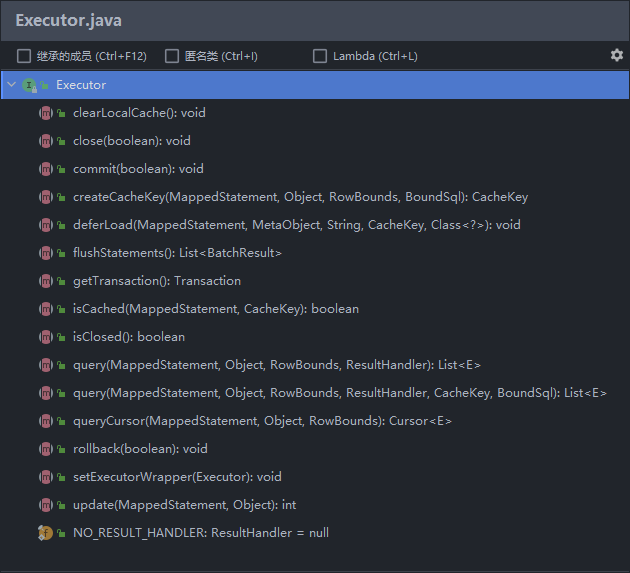 Executor.java
继承的成员 (Ctrl+F12) 匿名类 (Ctrl+I) Lambda (Ctrl+L)
Executor
clearLocalCache(): void
close(boolean): void
commit(boolean): void
createCacheKey(MappedStatement, Object, RowBounds, BoundSql): CacheKey
deferLoad(MappedStatement, MetaObject, String, CacheKey, Class<?>): void
flushStatements(): List<BatchResult>
getTransaction(): Transaction
isCached(MappedStatement, CacheKey): boolean
isClosed(): boolean
query(MappedStatement, Object, RowBounds, ResultHandler): List<E>
query(MappedStatement, Object, RowBounds, ResultHandler, CacheKey, BoundSql): List<E>
queryCursor(MappedStatement, Object, RowBounds): Cursor<E>
rollback(boolean): void
setExecutorWrapper(Executor): void
update(MappedStatement, Object): int
NO_RESULT_HANDLER: ResultHandler = null